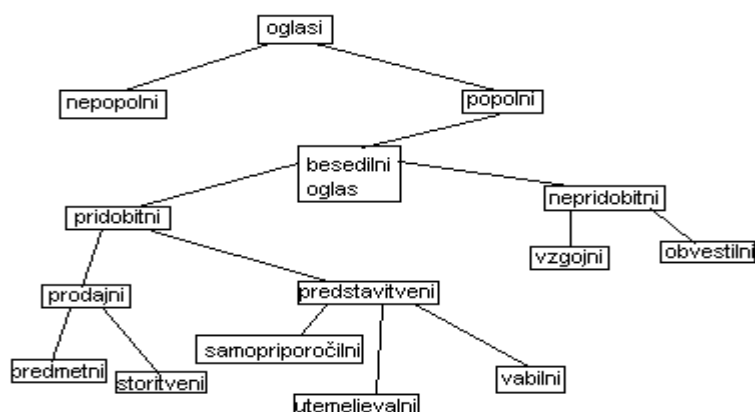 oglasi
nepopolni
popolni
besedilni
oglas
nepridobitni
pridobitni
vzgojni
obvestilni
prodajni
predstavitveni
samopriporočilni
predmetni
storitveni
vabilni
utemeljevalni